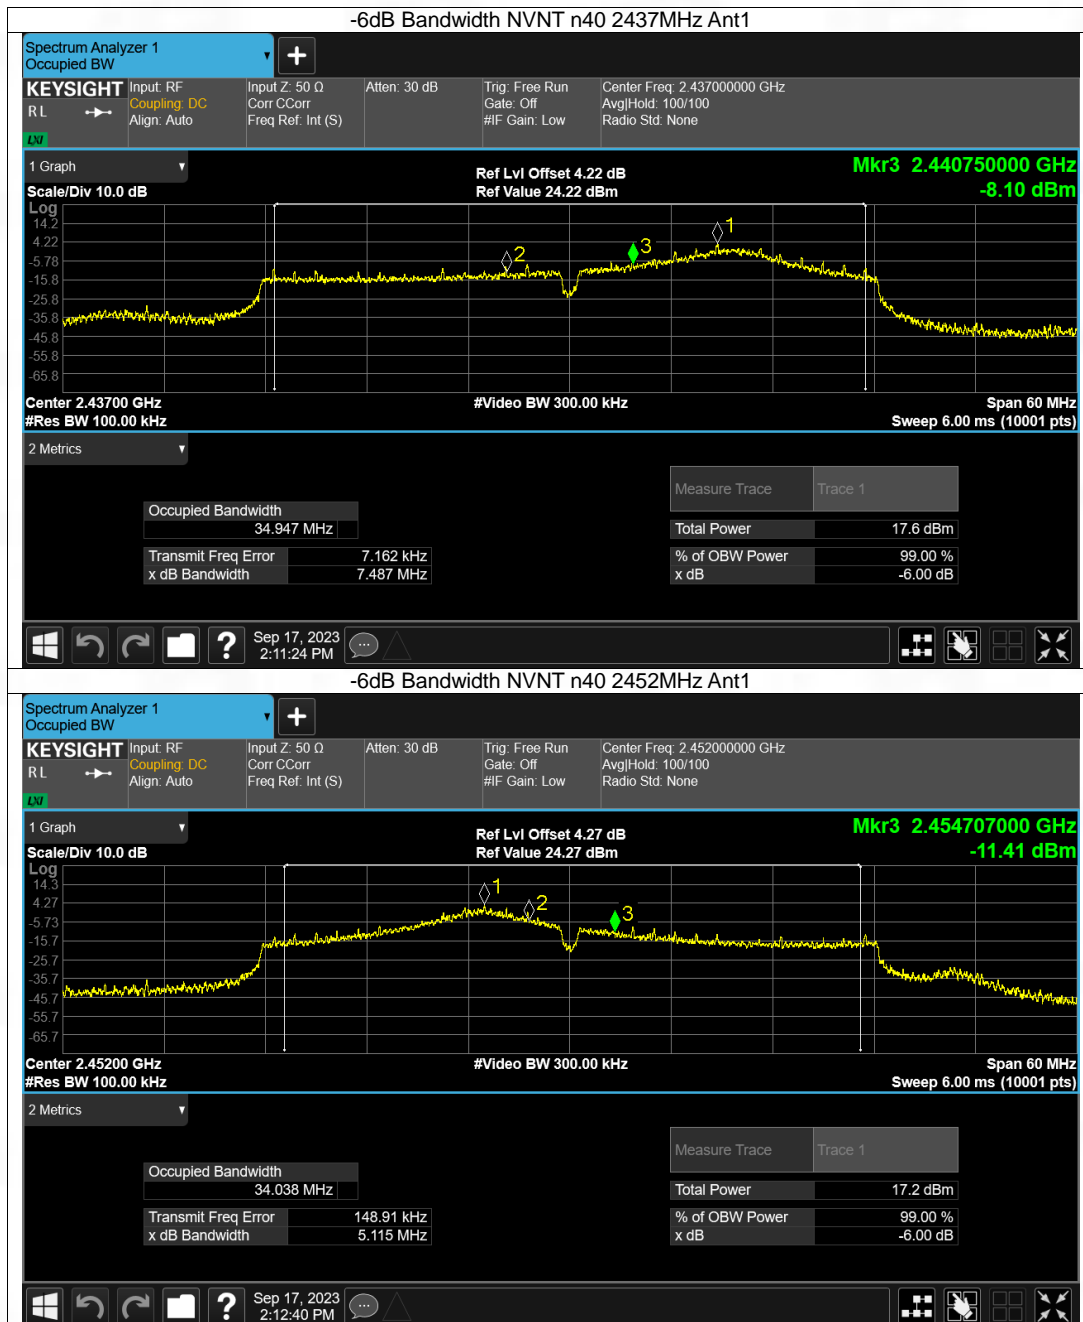 -6dB Bandwidth NVNT n40 2437MHz Ant1
Spectrum Analyzer 1
Occupied BW
+
KEYSIGHT Input: RF Input Z: 50 Ω Atten: 30 dB Trig: Free Run Center Freq: 2.437000000 GHz
RL Coupling: DC Corr CCorr Gate: Off Avg|Hold: 100/100
Align: Auto Freq Ref: Int (S) #IF Gain: Low Radio Std: None
LXI
1 Graph Ref Lvl Offset 4.22 dB Mkr3 2.440750000 GHz
Scale/Div 10.0 dB Ref Value 24.22 dBm -8.10 dBm
Log
14.2
4.22
-5.78
-15.8
-25.8
-35.8
-45.8
-55.8
-65.8
2 3 1
Center 2.43700 GHz #Video BW 300.00 kHz Span 60 MHz
#Res BW 100.00 kHz Sweep 6.00 ms (10001 pts)
2 Metrics
Measure Trace Trace 1
Occupied Bandwidth
34.947 MHz Total Power 17.6 dBm
Transmit Freq Error 7.162 kHz % of OBW Power 99.00 %
x dB Bandwidth 7.487 MHz x dB -6.00 dB
? Sep 17, 2023
2:11:24 PM
-6dB Bandwidth NVNT n40 2452MHz Ant1
Spectrum Analyzer 1
Occupied BW
+
KEYSIGHT Input: RF Input Z: 50 Ω Atten: 30 dB Trig: Free Run Center Freq: 2.452000000 GHz
RL Coupling: DC Corr CCorr Gate: Off Avg|Hold: 100/100
Align: Auto Freq Ref: Int (S) #IF Gain: Low Radio Std: None
LXI
1 Graph Ref Lvl Offset 4.27 dB Mkr3 2.454707000 GHz
Scale/Div 10.0 dB Ref Value 24.27 dBm -11.41 dBm
Log
14.3
4.27
-5.73
-15.7
-25.7
-35.7
-45.7
-55.7
-65.7
1 2 3
Center 2.45200 GHz #Video BW 300.00 kHz Span 60 MHz
#Res BW 100.00 kHz Sweep 6.00 ms (10001 pts)
2 Metrics
Measure Trace Trace 1
Occupied Bandwidth
34.038 MHz Total Power 17.2 dBm
Transmit Freq Error 148.91 kHz % of OBW Power 99.00 %
x dB Bandwidth 5.115 MHz x dB -6.00 dB
? Sep 17, 2023
2:12:40 PM